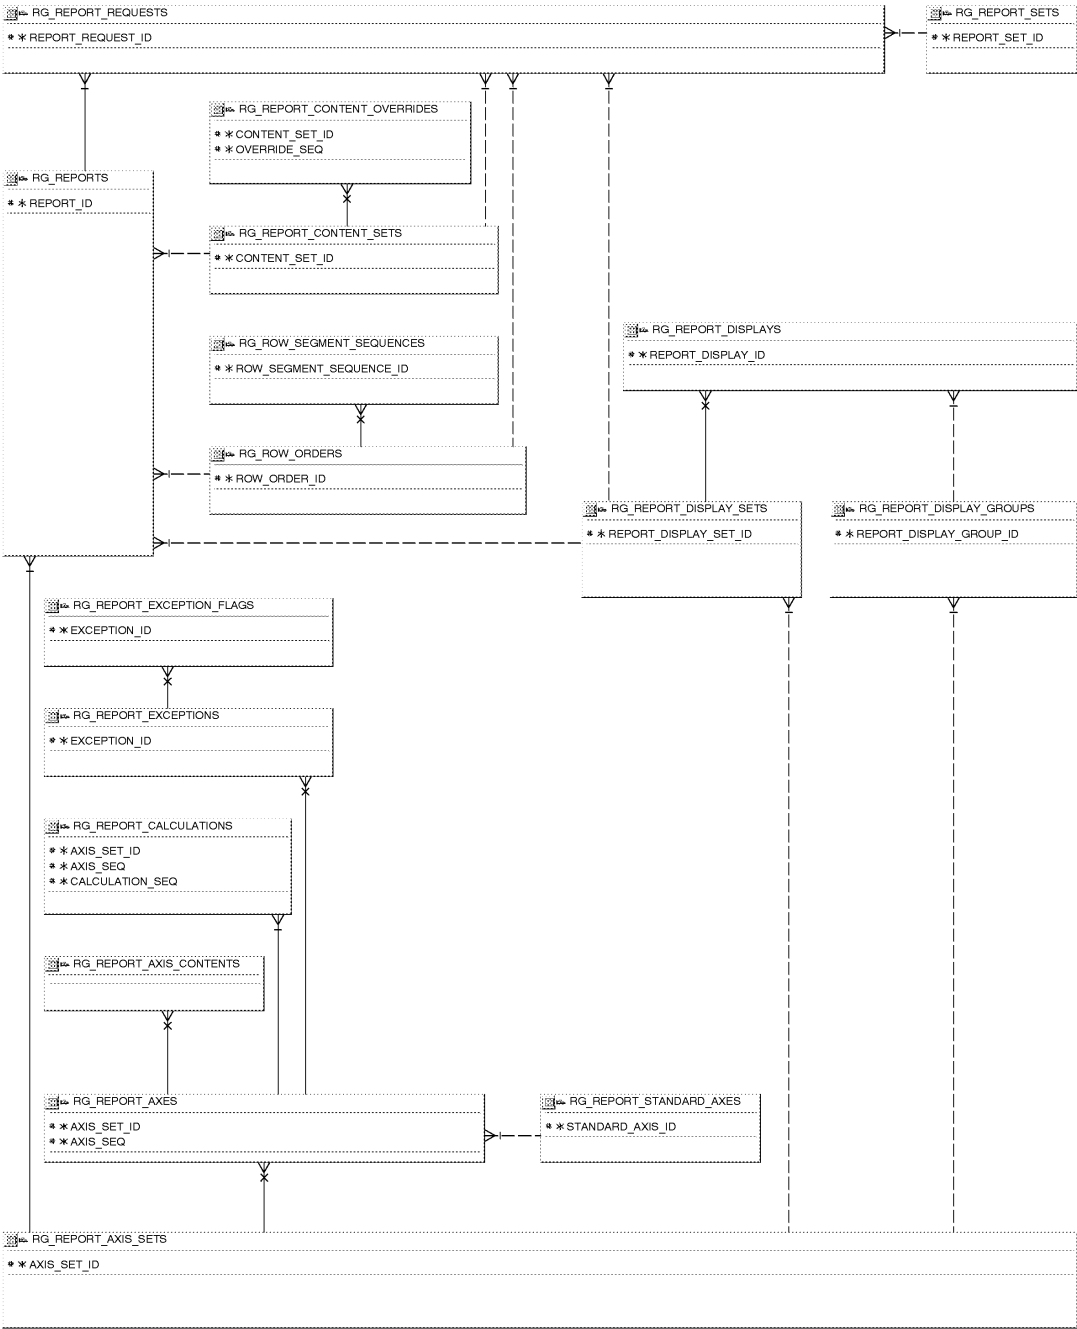 RG_REPORT_REQUESTS
# * REPORT_REQUEST_ID
RG_REPORT_SETS
# * REPORT_SET_ID
RG_REPORT_CONTENT_OVERRIDES
# * CONTENT_SET_ID
# * OVERRIDE_SEQ
RG_REPORTS
# * REPORT_ID
RG_REPORT_CONTENT_SETS
# * CONTENT_SET_ID
RG_REPORT_DISPLAYS
# * REPORT_DISPLAY_ID
RG_ROW_SEGMENT_SEQUENCES
# * ROW_SEGMENT_SEQUENCE_ID
RG_ROW_ORDERS
# * ROW_ORDER_ID
RG_REPORT_DISPLAY_SETS
# * REPORT_DISPLAY_SET_ID
RG_REPORT_DISPLAY_GROUPS
# * REPORT_DISPLAY_GROUP_ID
RG_REPORT_EXCEPTION_FLAGS
# * EXCEPTION_ID
RG_REPORT_EXCEPTIONS
# * EXCEPTION_ID
RG_REPORT_CALCULATIONS
# * AXIS_SET_ID
# * AXIS_SEQ
# * CALCULATION_SEQ
RG_REPORT_AXIS_CONTENTS
RG_REPORT_AXES
# * AXIS_SET_ID
# * AXIS_SEQ
RG_REPORT_STANDARD_AXES
# * STANDARD_AXIS_ID
RG_REPORT_AXIS_SETS
# * AXIS_SET_ID